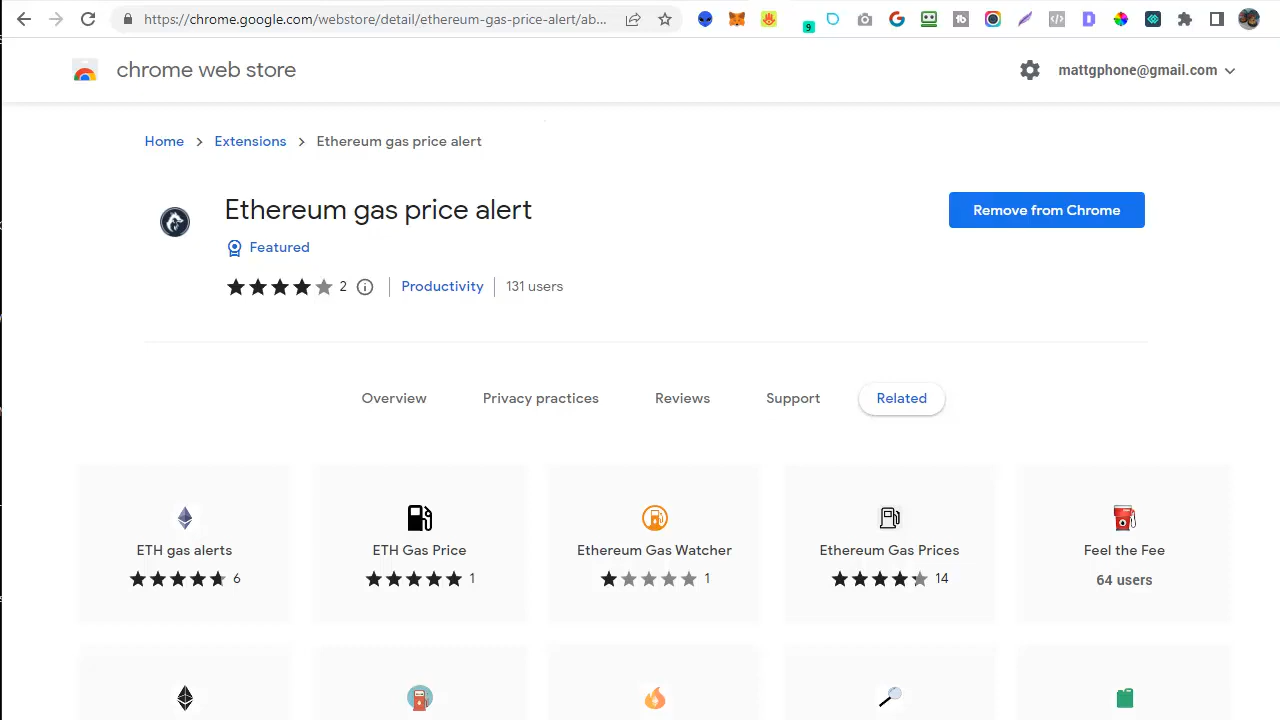 https://chrome.google.com/webstore/detail/ethereum-gas-price-alert/ab...
9
chrome web store
mattgphone@gmail.com
Home > Extensions > Ethereum gas price alert
Ethereum gas price alert
Remove from Chrome
Featured
2 Productivity 131 users
Overview Privacy practices Reviews Support Related
ETH gas alerts ETH Gas Price Ethereum Gas Watcher Ethereum Gas Prices Feel the Fee
6 1 1 14 64 users